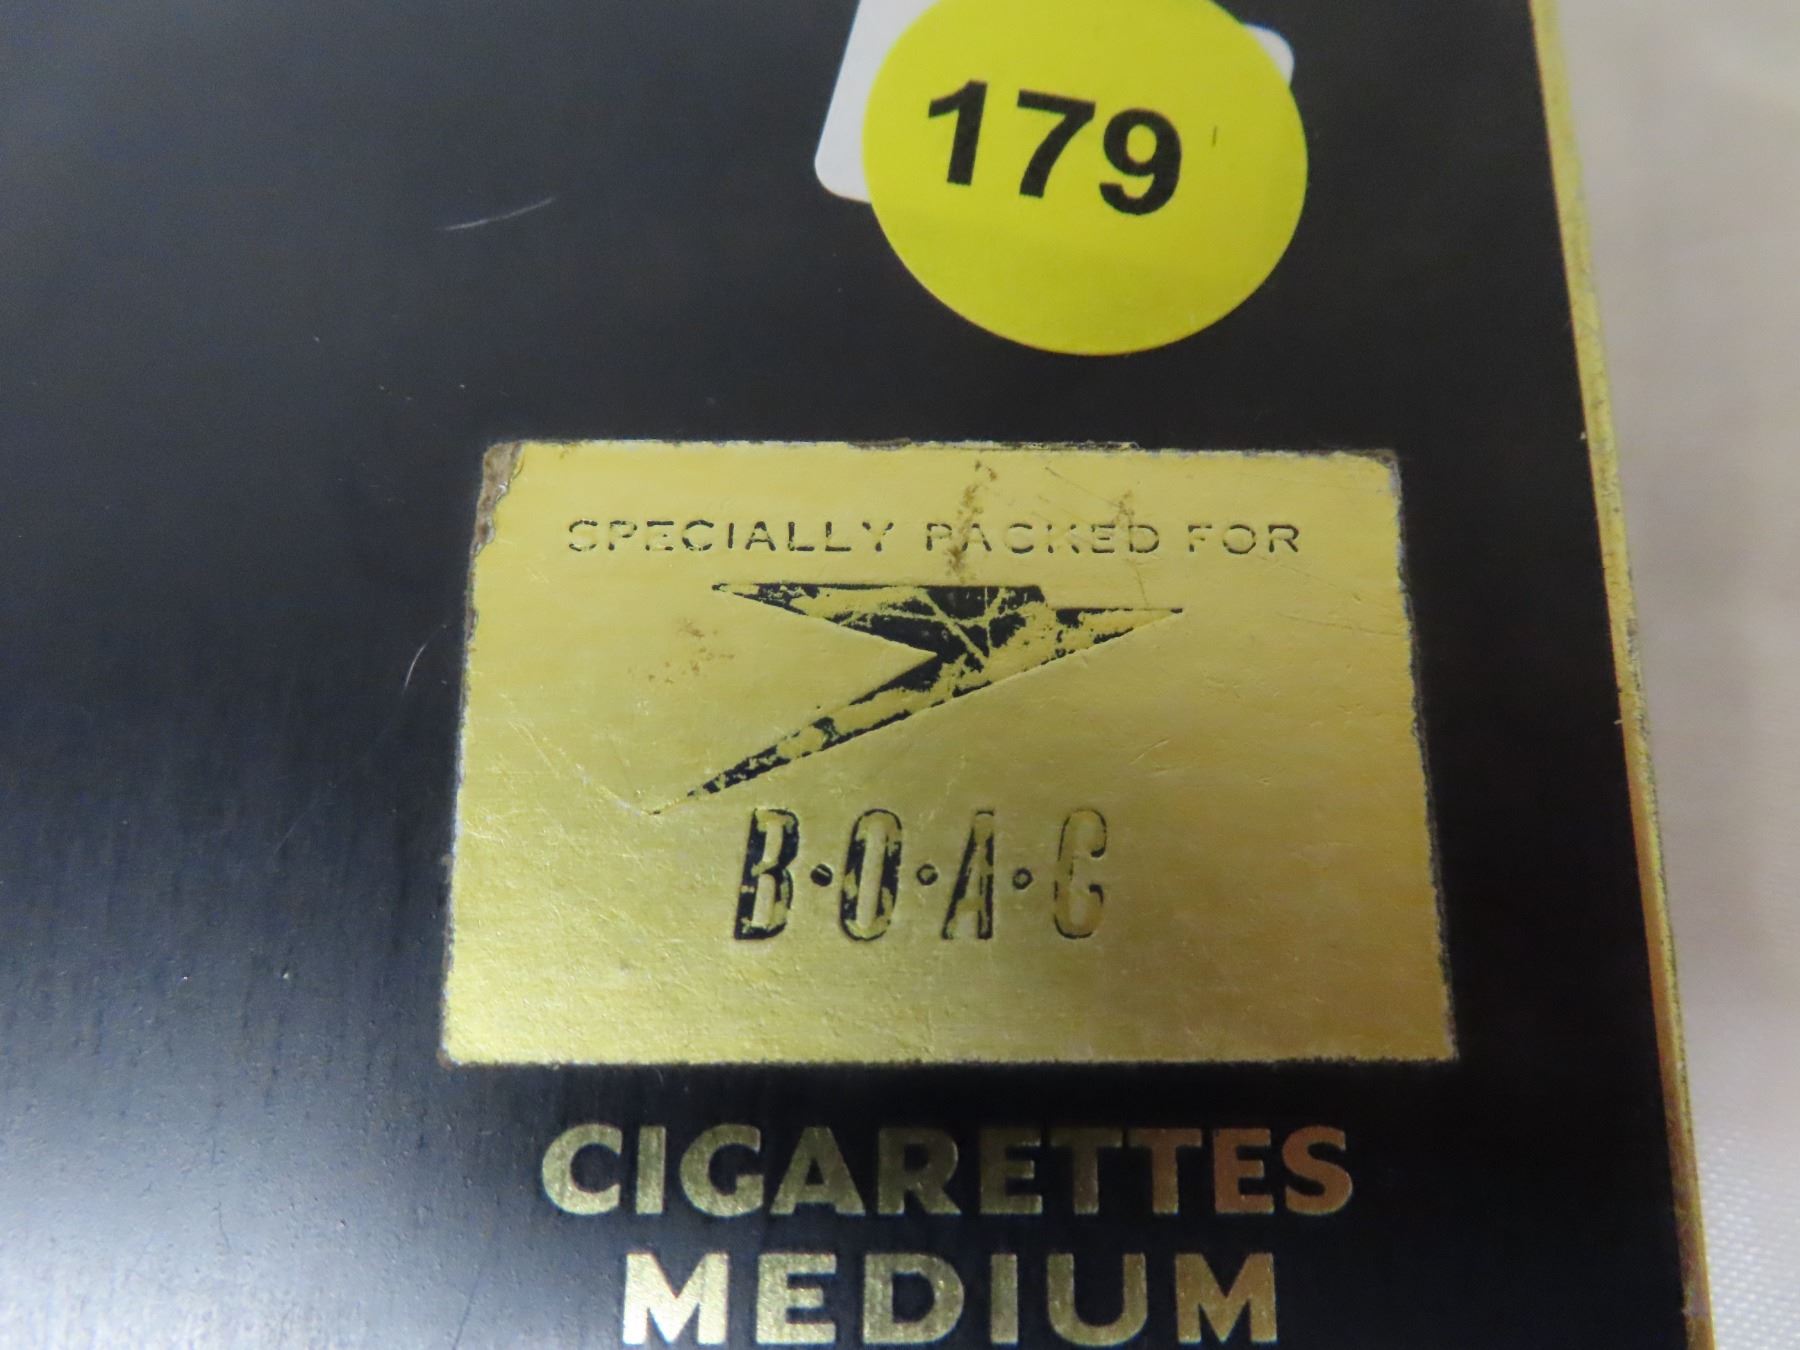 179
SPECIALLY PACKED FOR
B·O·A·C
CIGARETTES
MEDIUM